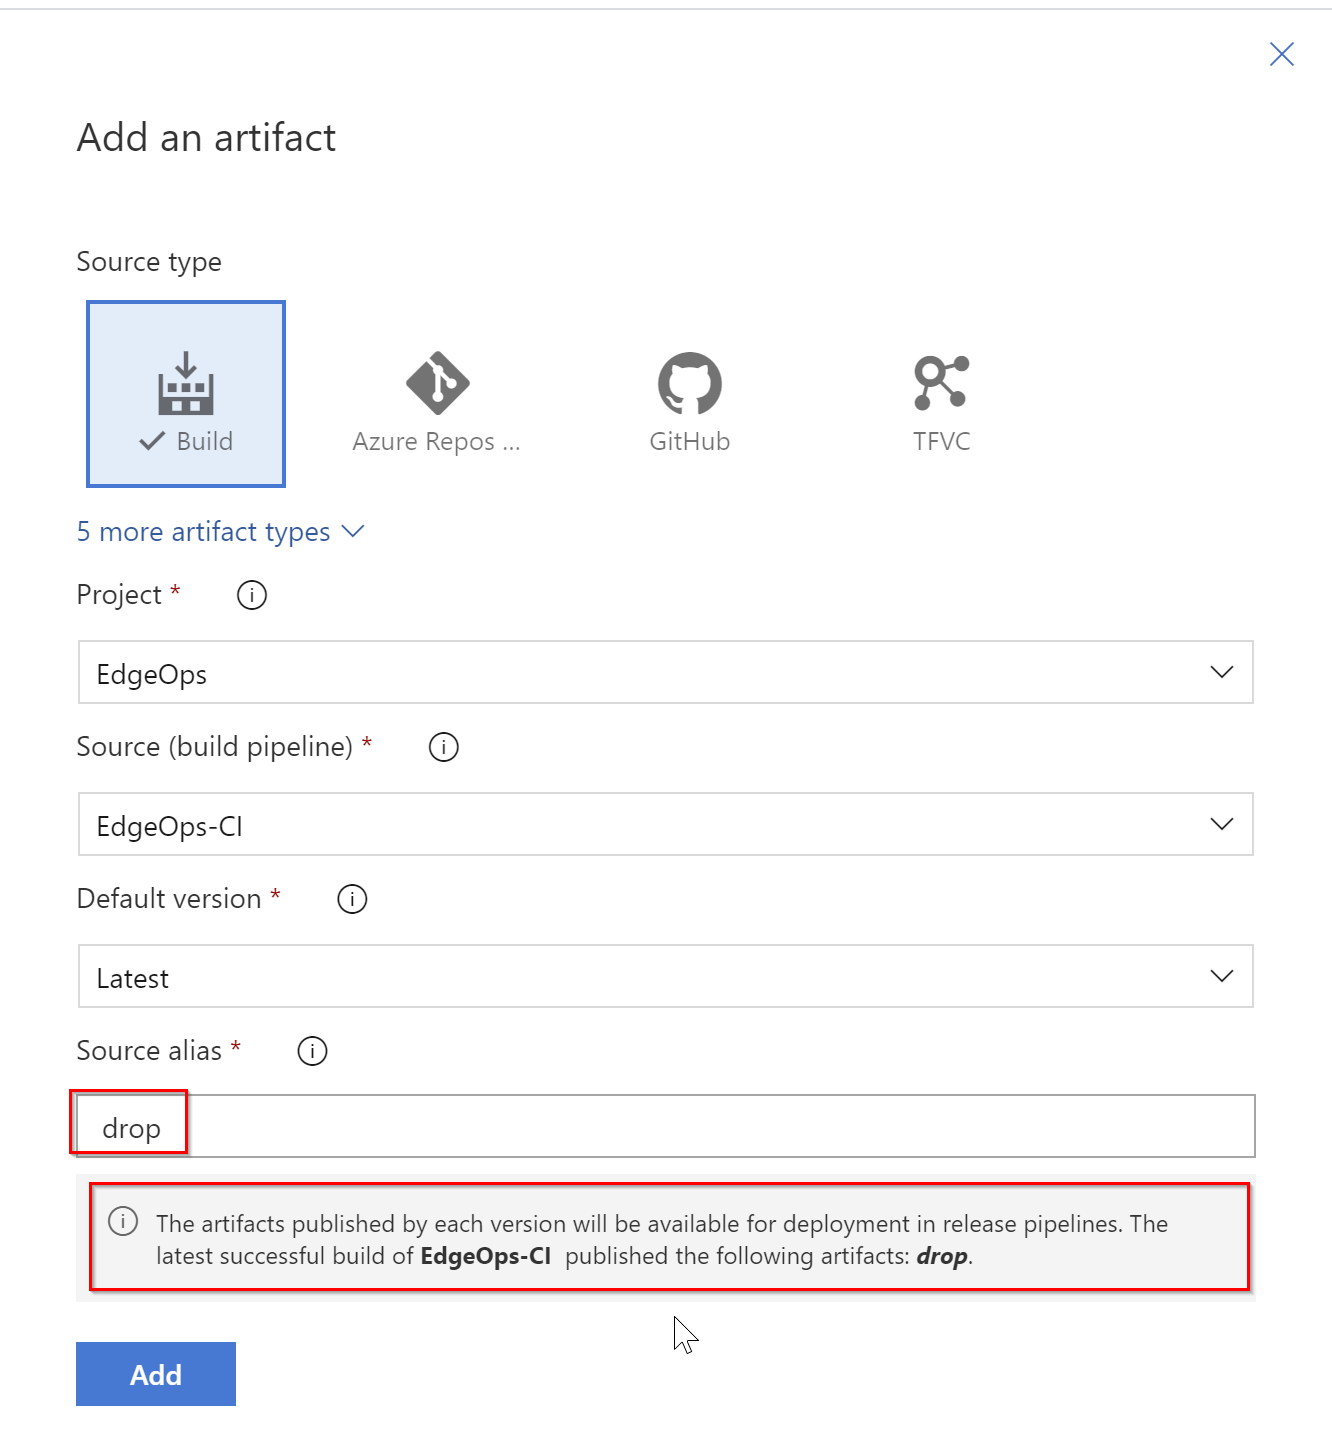 Add an artifact
Source type
Build
Azure Repos ...
GitHub
TFVC
5 more artifact types
Project *
EdgeOps
Source (build pipeline) *
EdgeOps-CI
Default version *
Latest
Source alias *
drop
The artifacts published by each version will be available for deployment in release pipelines. The
latest successful build of EdgeOps-CI published the following artifacts: drop.
Add